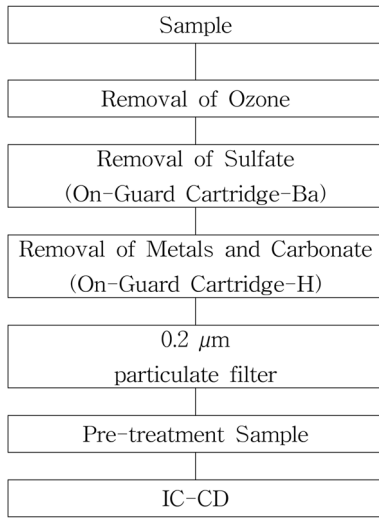 Sample
Removal of Ozone
Removal of Sulfate
(On-Guard Cartridge-Ba)
Removal of Metals and Carbonate
(On-Guard Cartridge-H)
0.2 μm
particulate filter
Pre-treatment Sample
IC-CD